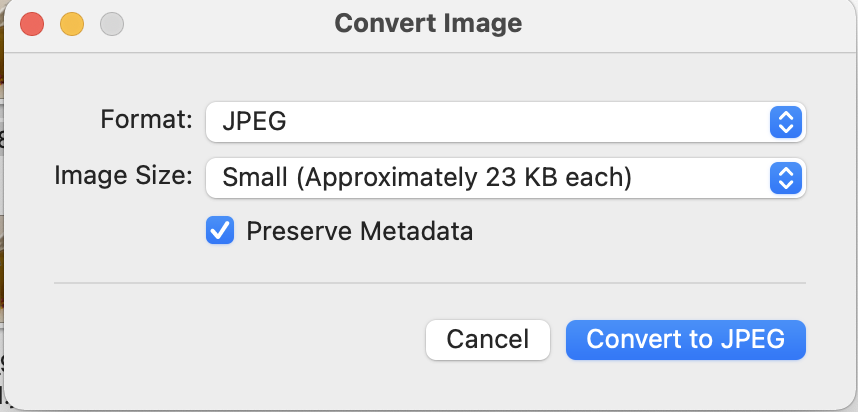 Convert Image
Format: JPEG
Image Size: Small (Approximately 23 KB each)
Preserve Metadata
Cancel Convert to JPEG